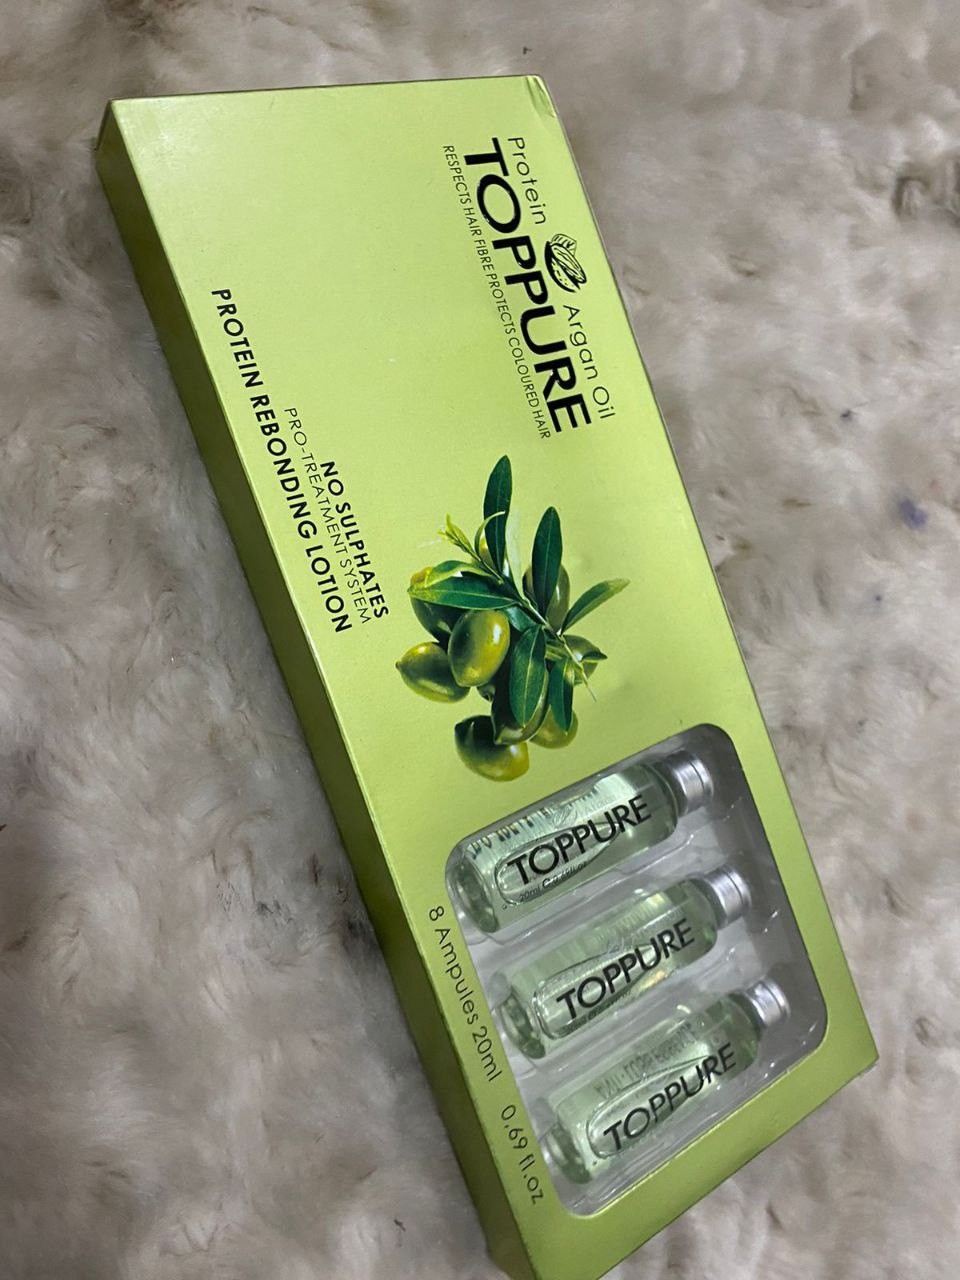 Protein Argan Oil
TOPPURE
RESPECTS HAIR FIBRE PROTECTS COLOURED HAIR
NO SULPHATES
PRO-TREATMENT SYSTEM
PROTEIN REBONDING LOTION
TOPPURE
20ml
TOPPURE
TOPPURE
8 Ampules 20ml 0,69 fl.oz